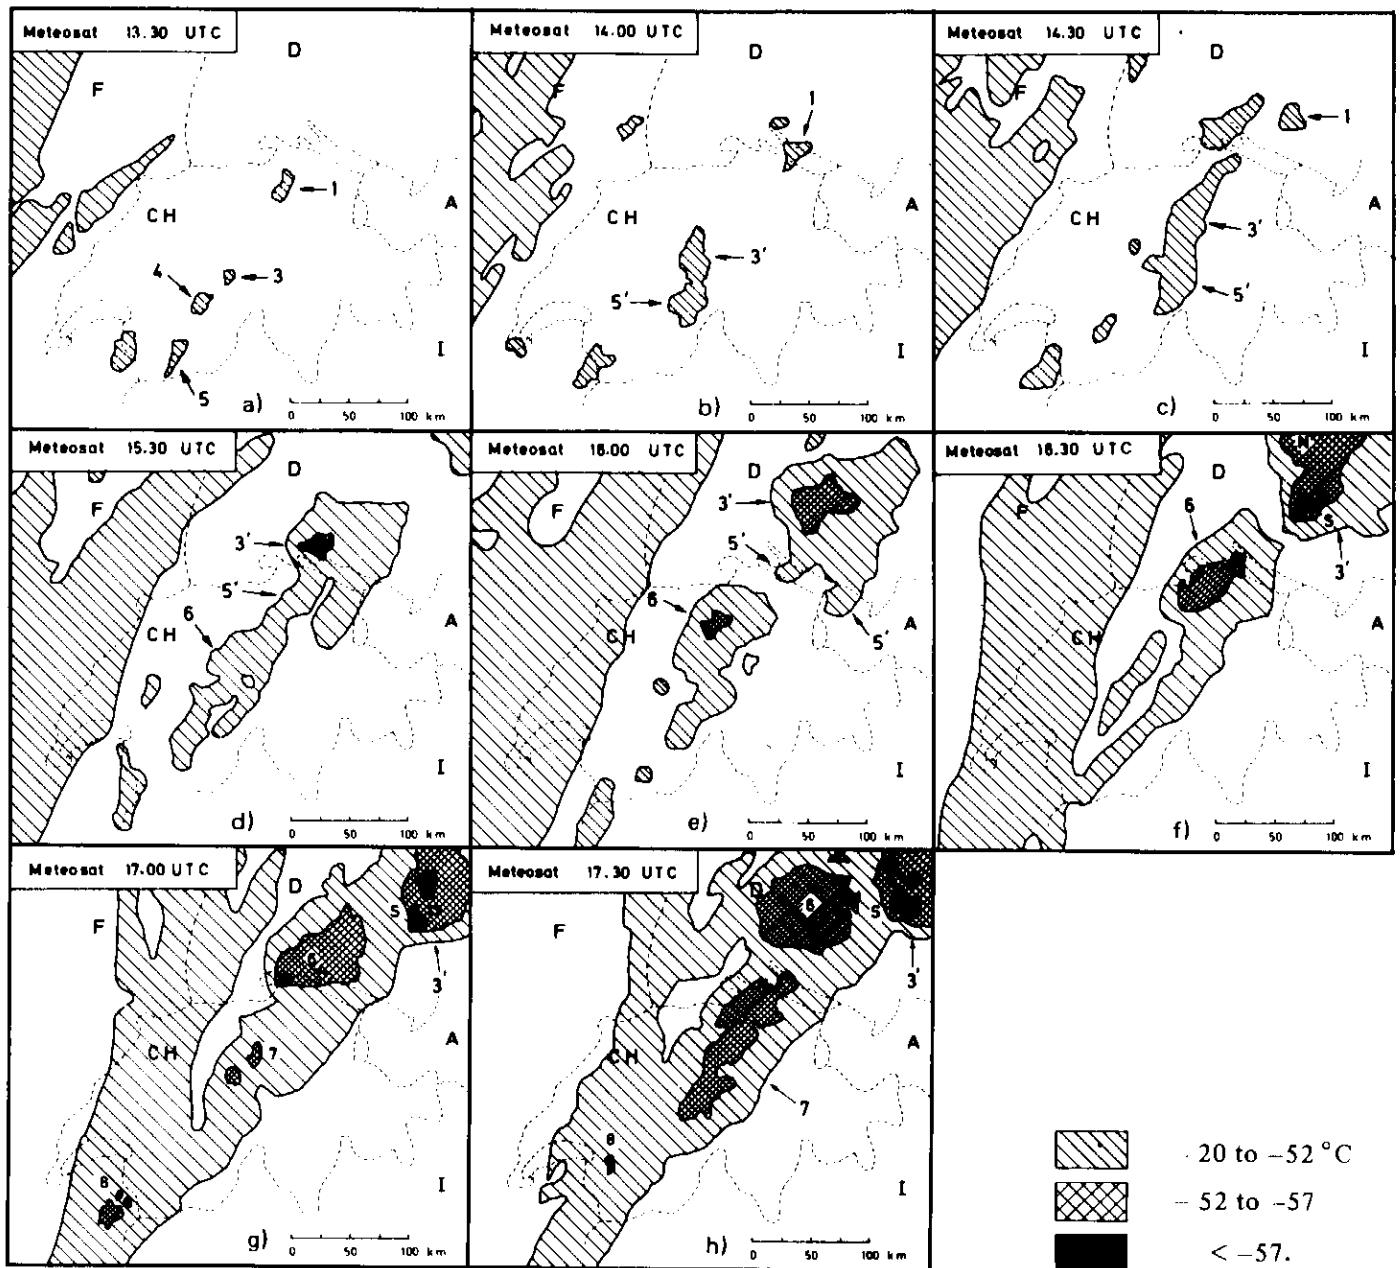 Meteosat 13.30 UTC
D
F
1
A
CH
4
3
5
I
a)
0 50 100 km
Meteosat 14.00 UTC
D
F
1
A
CH
3'
5'
I
b)
0 50 100 km
Meteosat 14.30 UTC
D
F
1
A
CH
3'
5'
I
c)
0 50 100 km
Meteosat 15.30 UTC
D
F
3'
5'
6
CH
A
I
d)
0 50 100 km
Meteosat 16.00 UTC
D
F
3'
5'
6
CH
A
5'
I
e)
0 50 100 km
Meteosat 16.30 UTC
D
N
F
6
S
3'
CH
A
I
f)
0 50 100 km
Meteosat 17.00 UTC
D
F
S
6
3'
CH
7
A
8
I
g)
0 50 100 km
Meteosat 17.30 UTC
D
6
S
F
3'
CH
A
7
8
I
h)
0 50 100 km
20 to –52 °C
– 52 to –57
< –57.